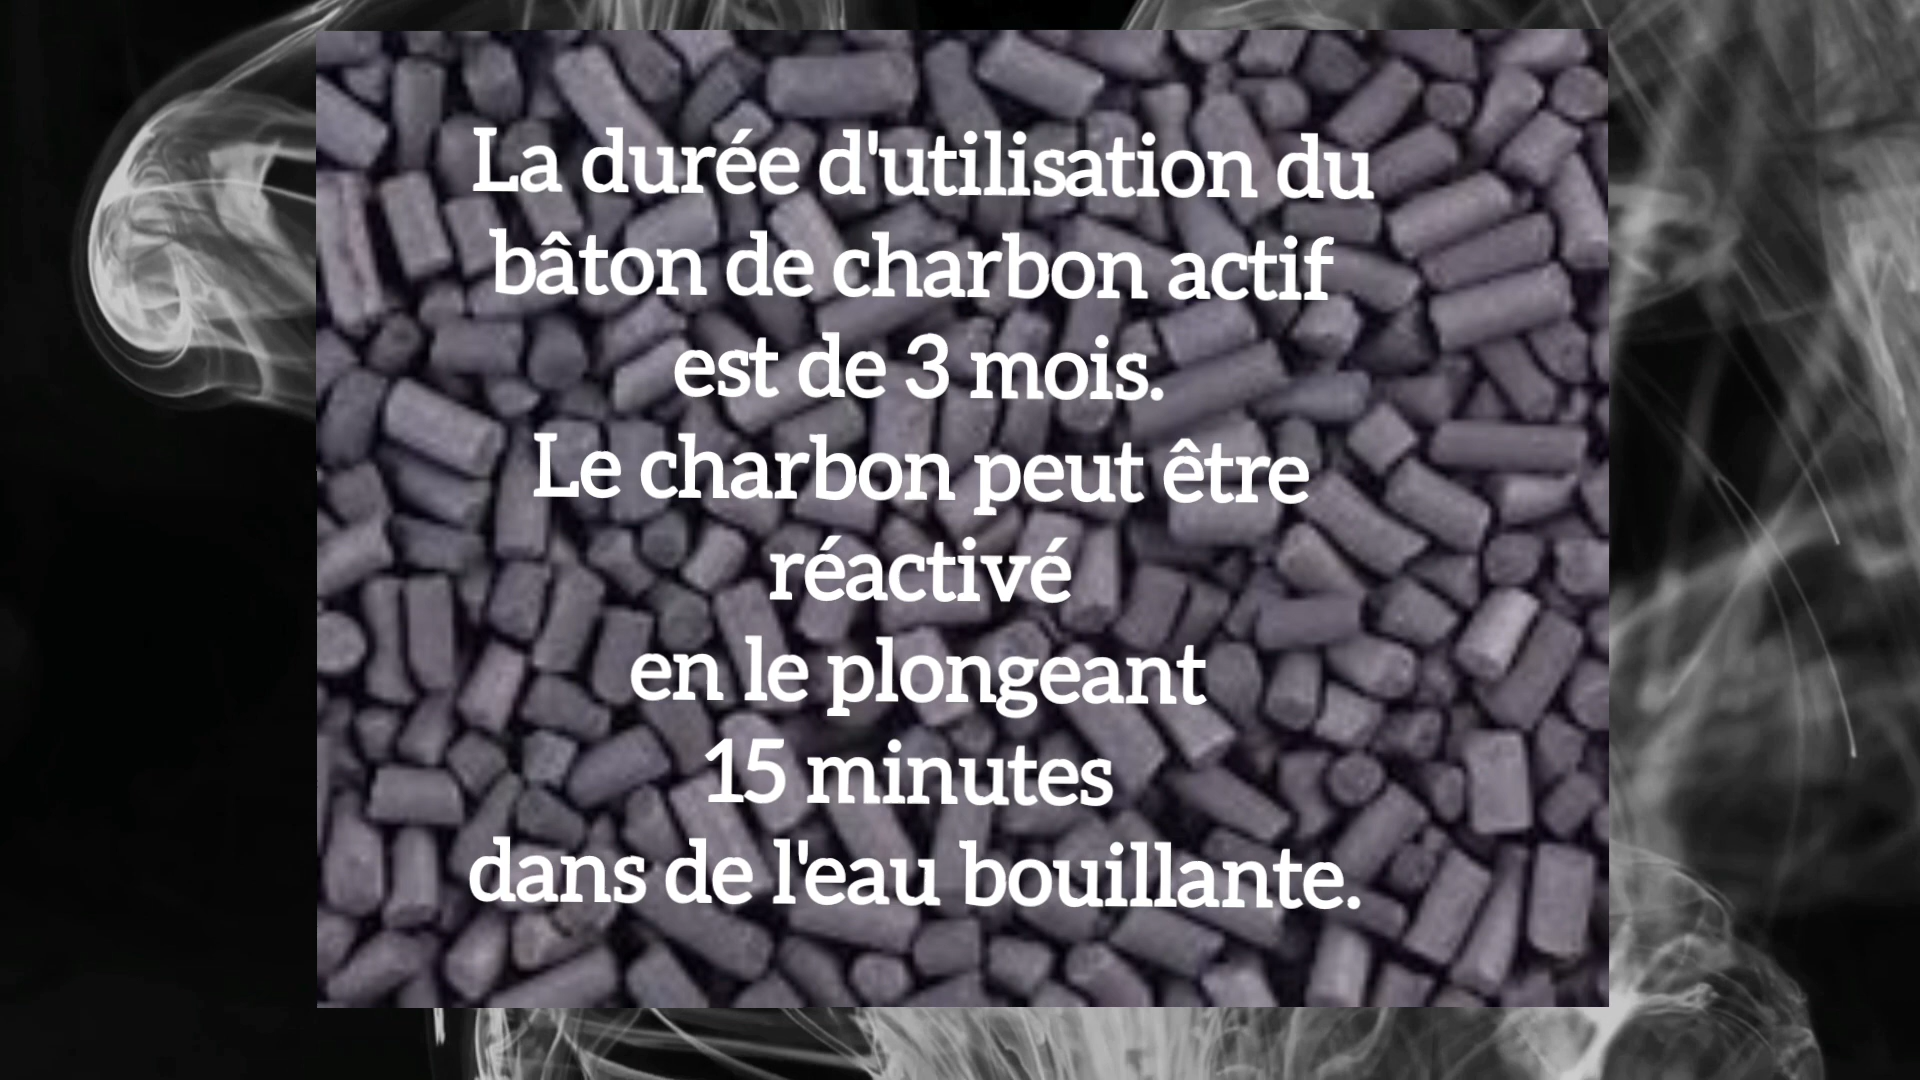 La durée d'utilisation du
bâton de charbon actif
est de 3 mois.
Le charbon peut être
réactivé
en le plongeant
15 minutes
dans de l'eau bouillante.